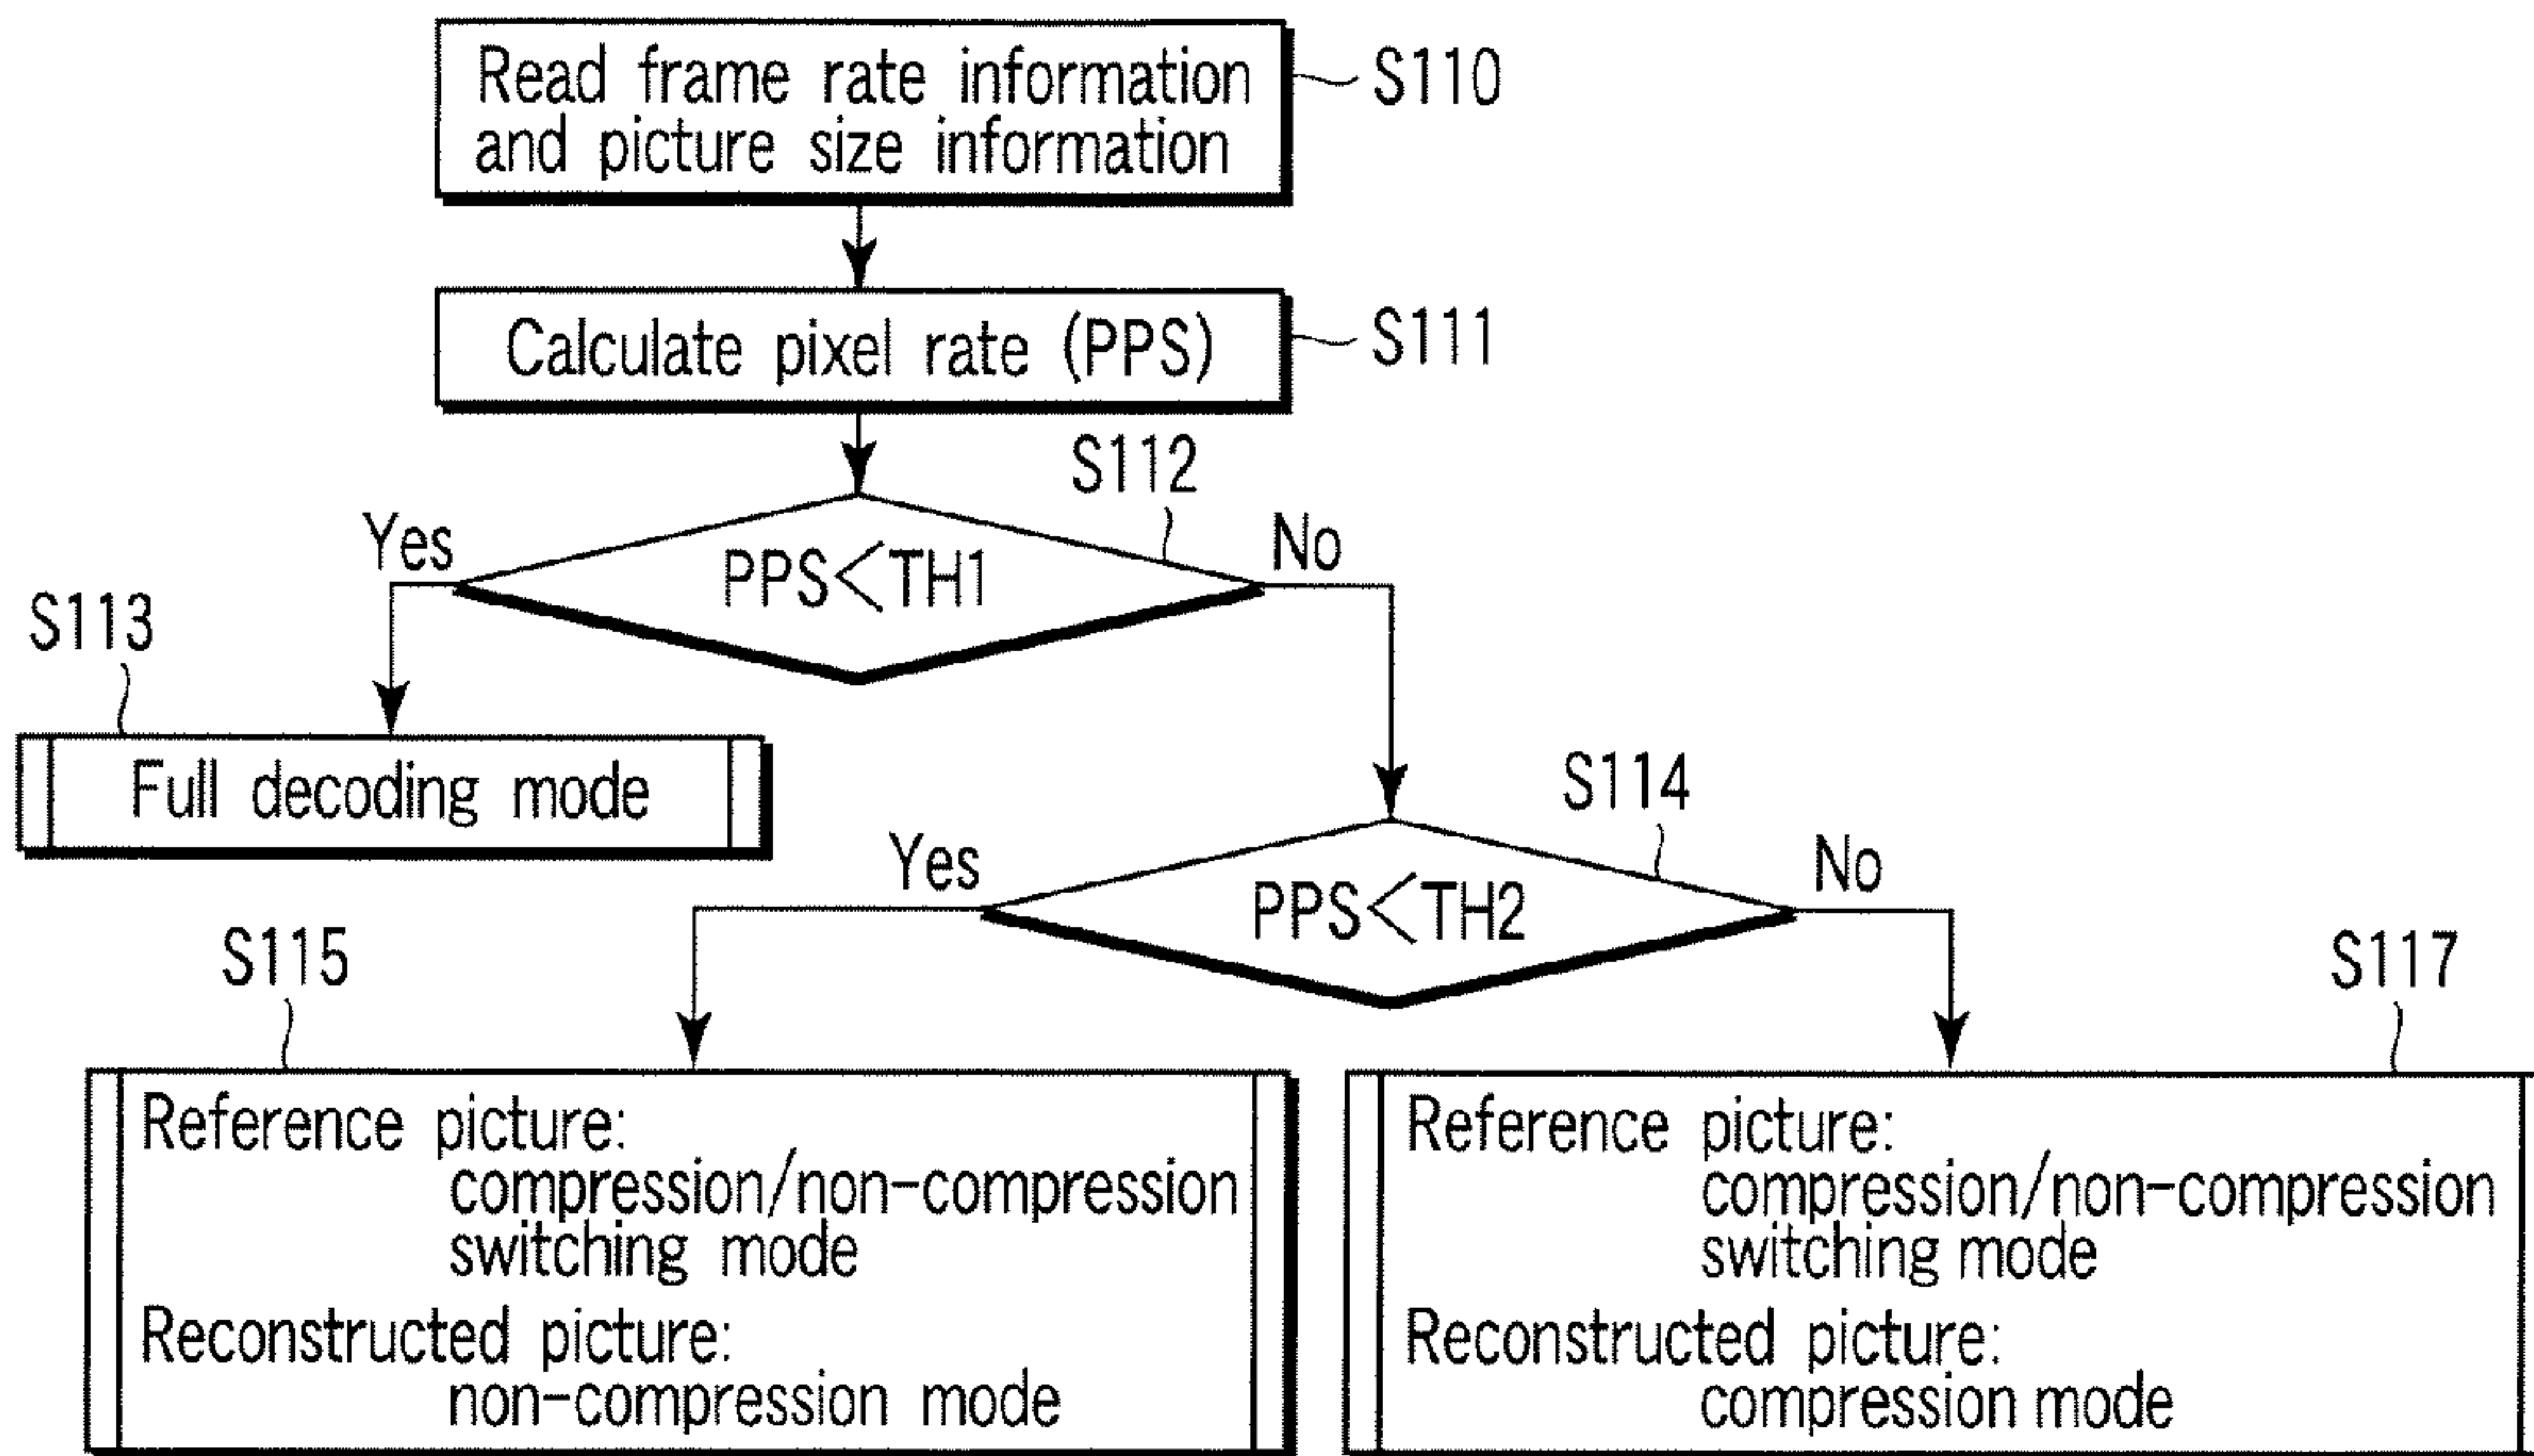 Read frame rate information
and picture size information
S110
Calculate pixel rate (PPS)
S111
S112
Yes
PPS<TH1
No
S113
Full decoding mode
S114
Yes
PPS<TH2
No
S115
Reference picture:
compression/non-compression
switching mode
Reconstructed picture:
non-compression mode
S117
Reference picture:
compression/non-compression
switching mode
Reconstructed picture:
compression mode